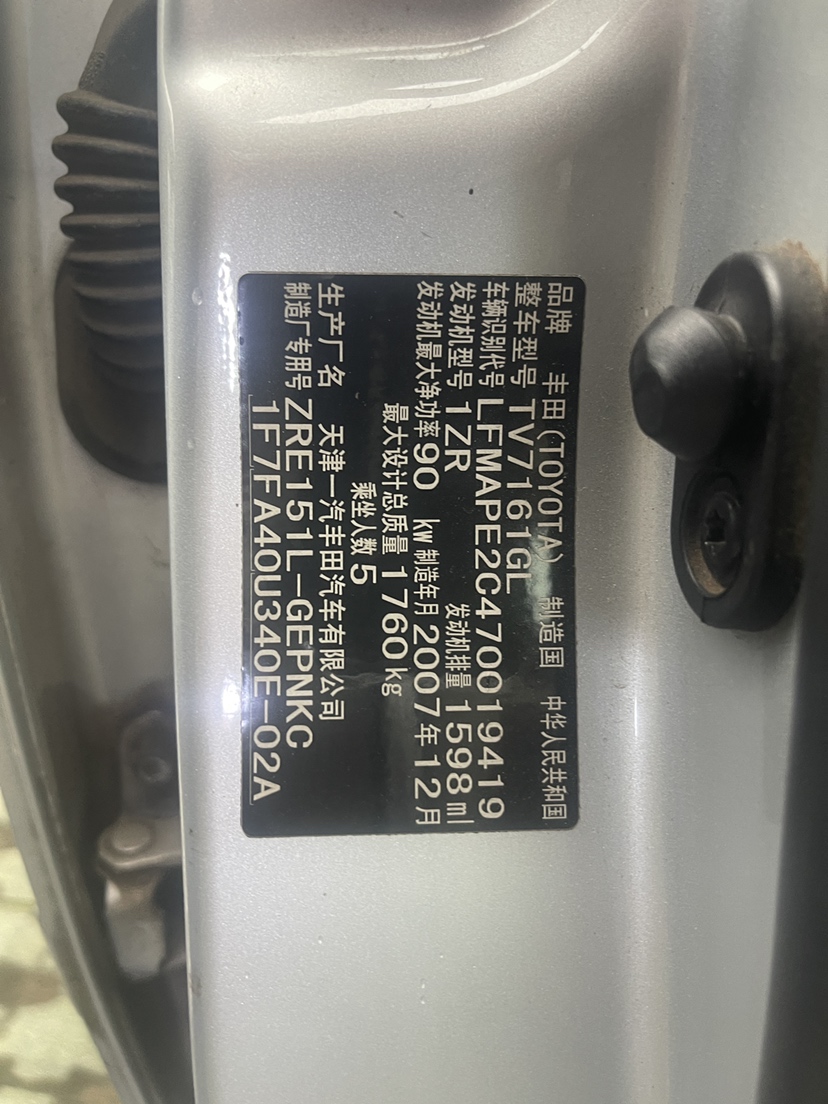 品牌 丰田(TOYOTA) 制造国 中华人民共和国
整车型号 TV7161GL
车辆识别代号 LFMAPE2C470019419
发动机型号 1ZR 发动机排量 1598ml
发动机最大净功率 90 kw 制造年月 2007年12月
最大设计总质量 1760kg
乘坐人数 5
生产厂名 天津一汽丰田汽车有限公司
制造厂专用号 ZRE151L-GEPNKC
1F7FA40U340E-02A